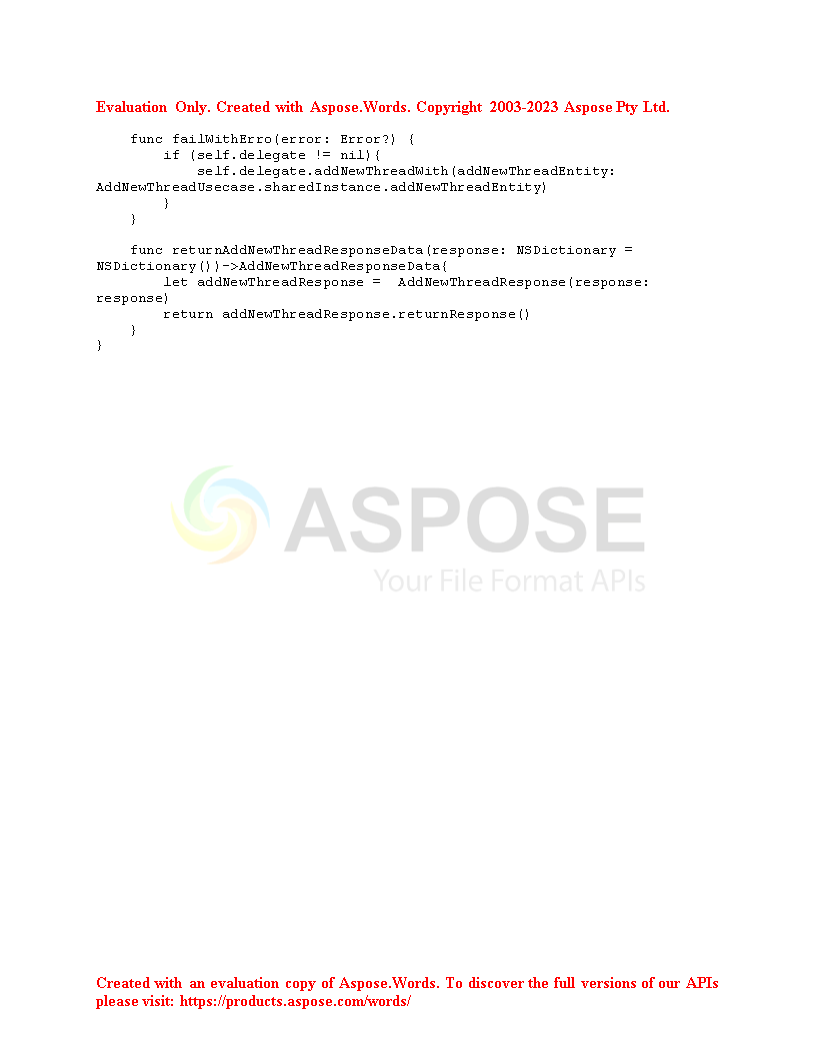 Evaluation Only. Created with Aspose.Words. Copyright 2003-2023 Aspose Pty Ltd.
    func failWithErro(error: Error?) {
        if (self.delegate != nil){
            self.delegate.addNewThreadWith(addNewThreadEntity:
AddNewThreadUsecase.sharedInstance.addNewThreadEntity)
        }
    }
    func returnAddNewThreadResponseData(response: NSDictionary =
NSDictionary())->AddNewThreadResponseData{
        let addNewThreadResponse =  AddNewThreadResponse(response:
response)
        return addNewThreadResponse.returnResponse()
    }
}
ASPOSE
Your File Format APIs
Created with an evaluation copy of Aspose.Words. To discover the full versions of our APIs
please visit: https://products.aspose.com/words/